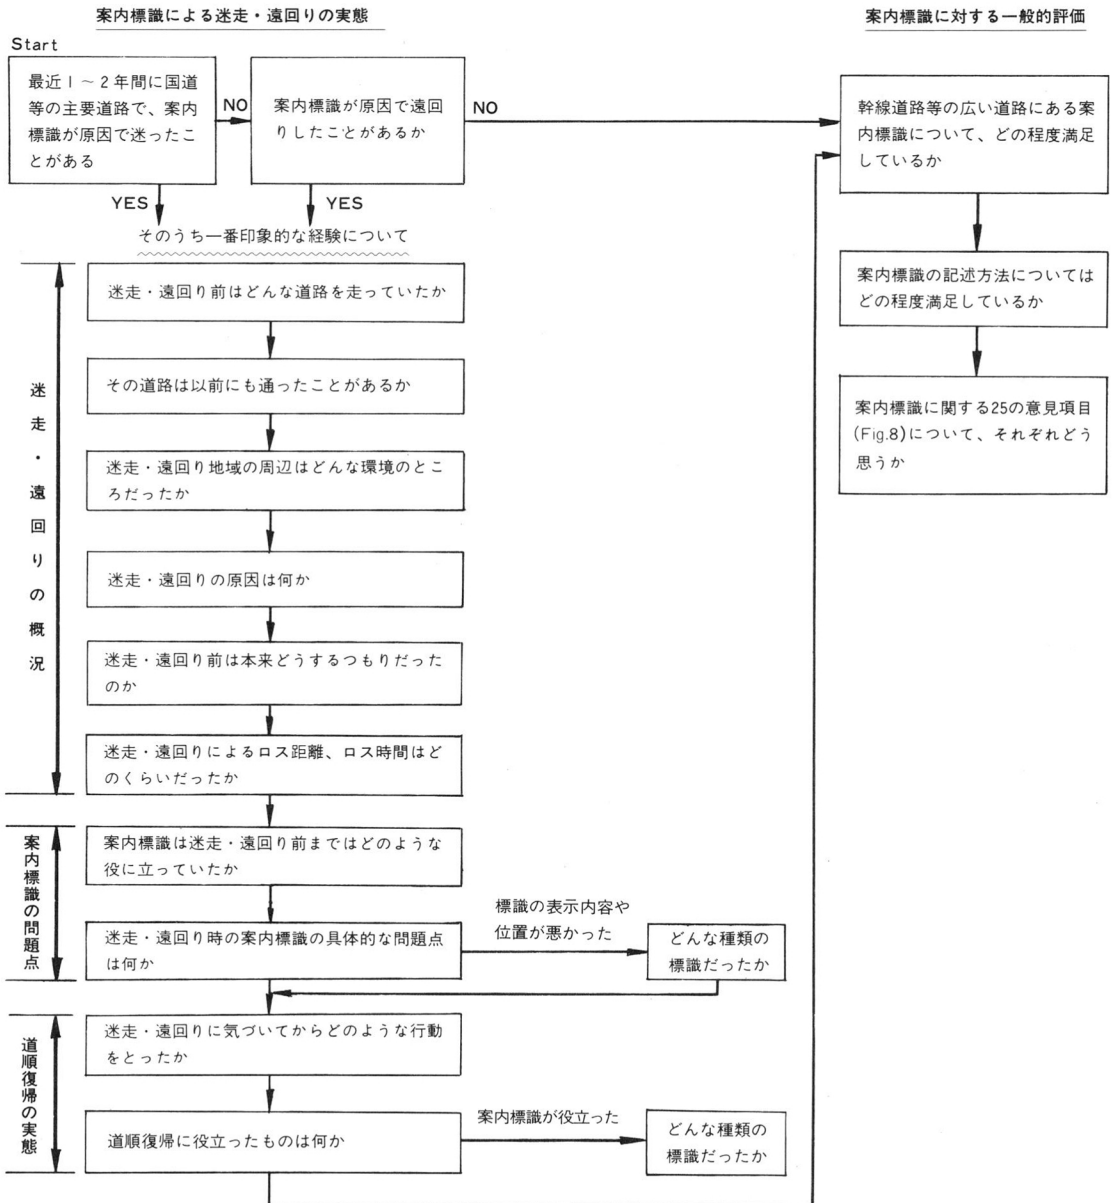 案内標識による迷走・遠回りの実態
案内標識に対する一般的評価
Start
最近1～2年間に国道
等の主要道路で、案内
標識が原因で迷ったこ
とがある
NO
案内標識が原因で遠回
りしたことがあるか
NO
YES
YES
そのうち一番印象的な経験について
迷走・遠回りの概況
迷走・遠回り前はどんな道路を走っていたか
その道路は以前にも通ったことがあるか
迷走・遠回り地域の周辺はどんな環境のとこ
ろだったか
迷走・遠回りの原因は何か
迷走・遠回り前は本来どうするつもりだった
のか
迷走・遠回りによるロス距離、ロス時間はど
のくらいだったか
案内標識の問題点
案内標識は迷走・遠回り前まではどのような
役に立っていたか
迷走・遠回り時の案内標識の具体的な問題点
は何か
標識の表示内容や
位置が悪かった
どんな種類の
標識だったか
道順復帰の実態
迷走・遠回りに気づいてからどのような行動
をとったか
道順復帰に役立ったものは何か
案内標識が役立った
どんな種類の
標識だったか
幹線道路等の広い道路にある案
内標識について、どの程度満足
しているか
案内標識の記述方法については
どの程度満足しているか
案内標識に関する25の意見項目
(Fig.8)について、それぞれどう
思うか